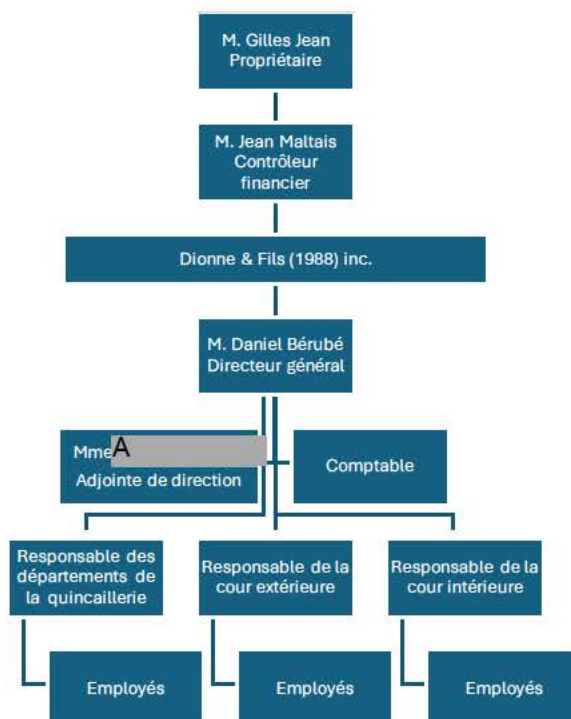 M. Gilles Jean
Propriétaire
M. Jean Maltais
Contrôleur
financier
Dionne & Fils (1988) inc.
M. Daniel Bérubé
Directeur général
Mme A
Adjointe de direction
Comptable
Responsable des
départements de
la quincaillerie
Responsable de la
cour extérieure
Responsable de la
cour intérieure
Employés
Employés
Employés